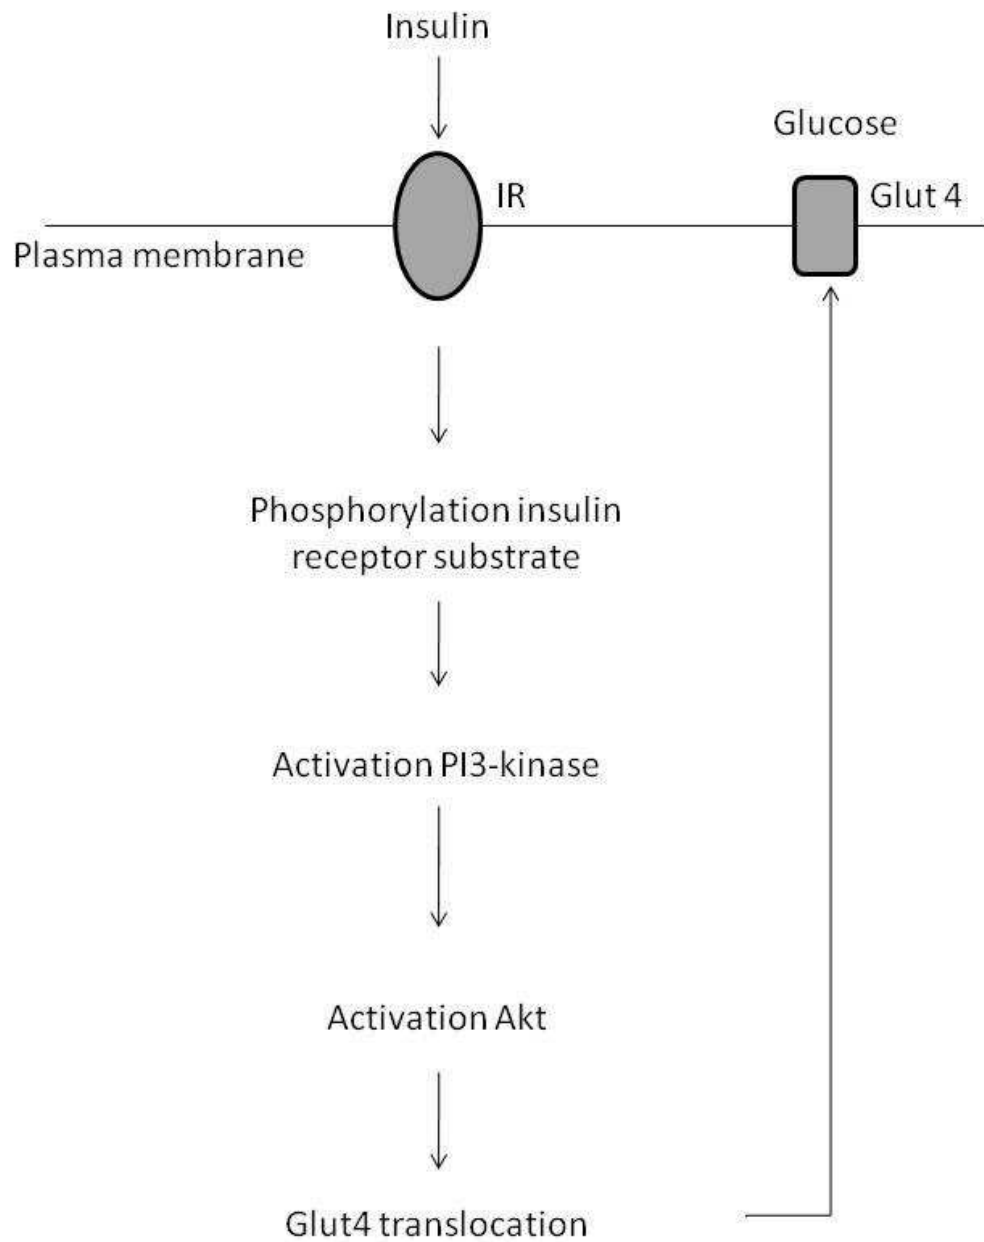 Insulin
Glucose
IR
Glut 4
Plasma membrane
Phosphorylation insulin
receptor substrate
Activation PI3-kinase
Activation Akt
Glut4 translocation